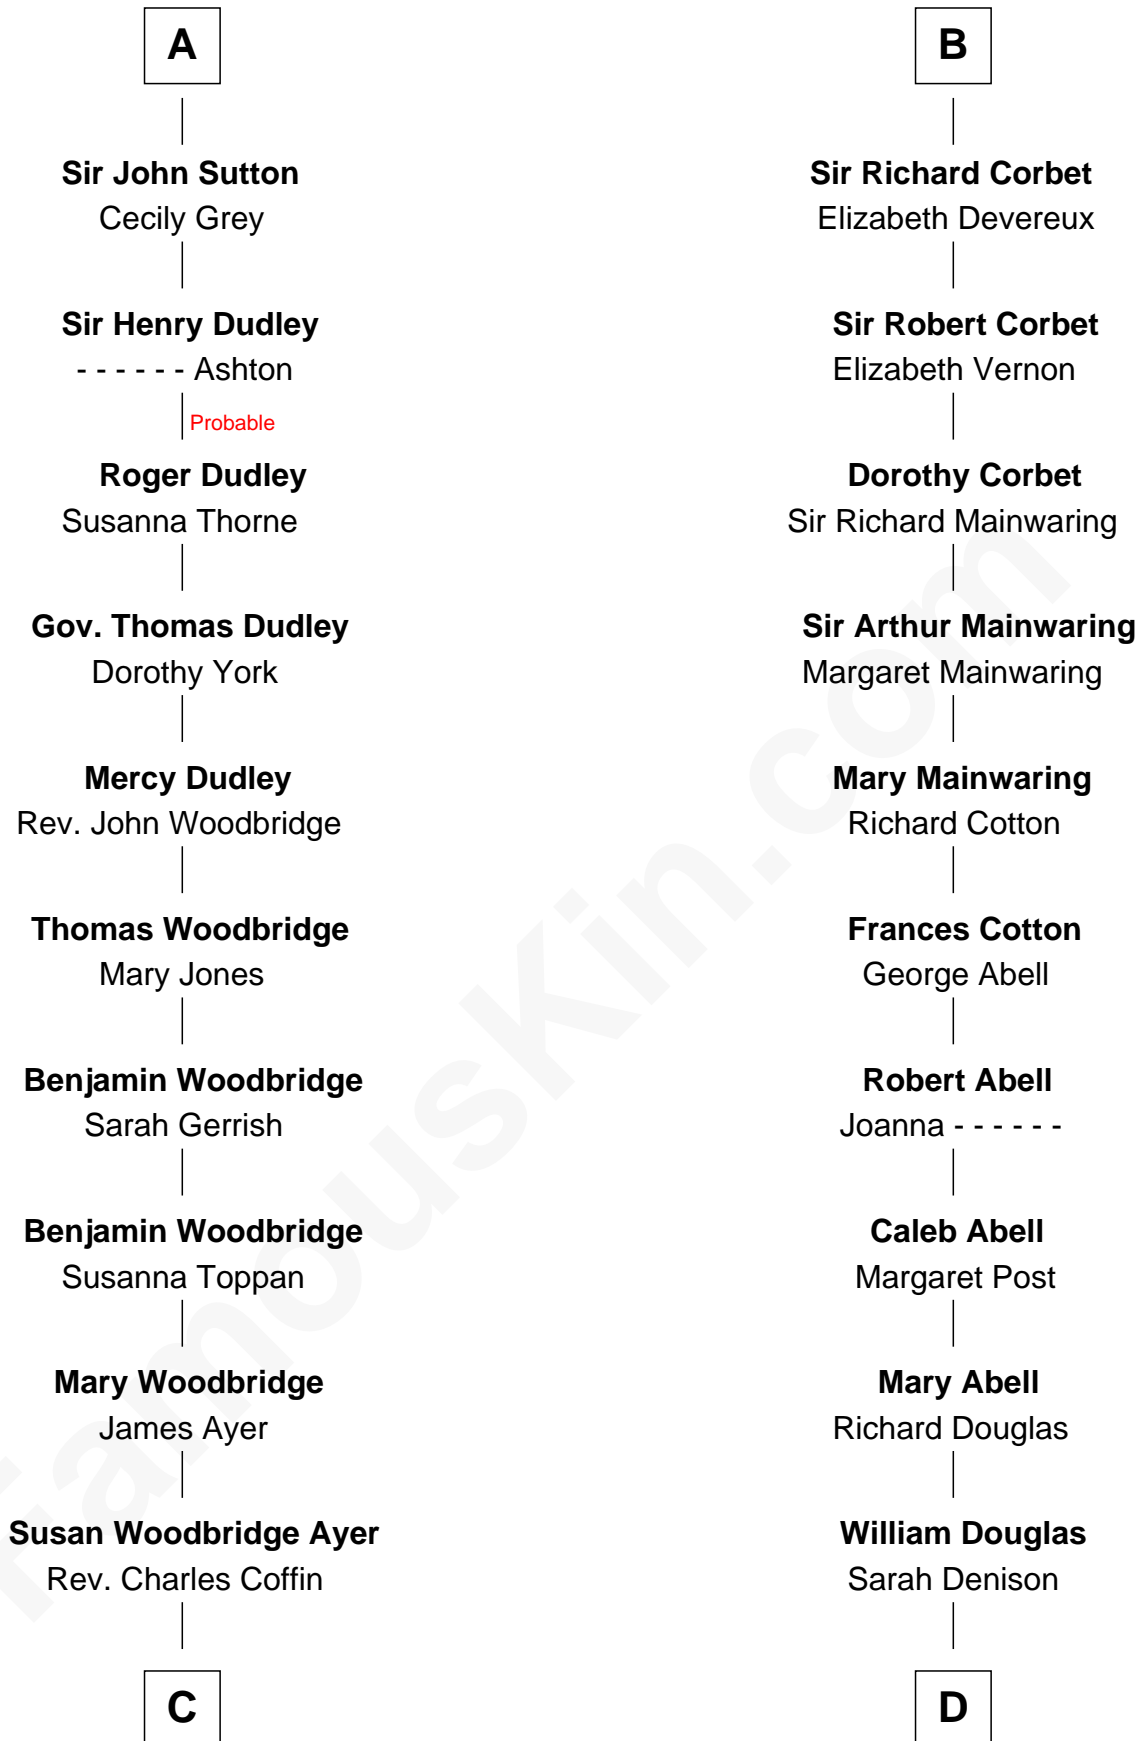 A
Sir John Sutton
Cecily Grey
Sir Henry Dudley
- - - - - - Ashton
Probable
Roger Dudley
Susanna Thorne
Gov. Thomas Dudley
Dorothy York
Mercy Dudley
Rev. John Woodbridge
Thomas Woodbridge
Mary Jones
Benjamin Woodbridge
Sarah Gerrish
Benjamin Woodbridge
Susanna Toppan
Mary Woodbridge
James Ayer
Susan Woodbridge Ayer
Rev. Charles Coffin
C
B
Sir Richard Corbet
Elizabeth Devereux
Sir Robert Corbet
Elizabeth Vernon
Dorothy Corbet
Sir Richard Mainwaring
Sir Arthur Mainwaring
Margaret Mainwaring
Mary Mainwaring
Richard Cotton
Frances Cotton
George Abell
Robert Abell
Joanna - - - - - -
Caleb Abell
Margaret Post
Mary Abell
Richard Douglas
William Douglas
Sarah Denison
D
FamousKin.com